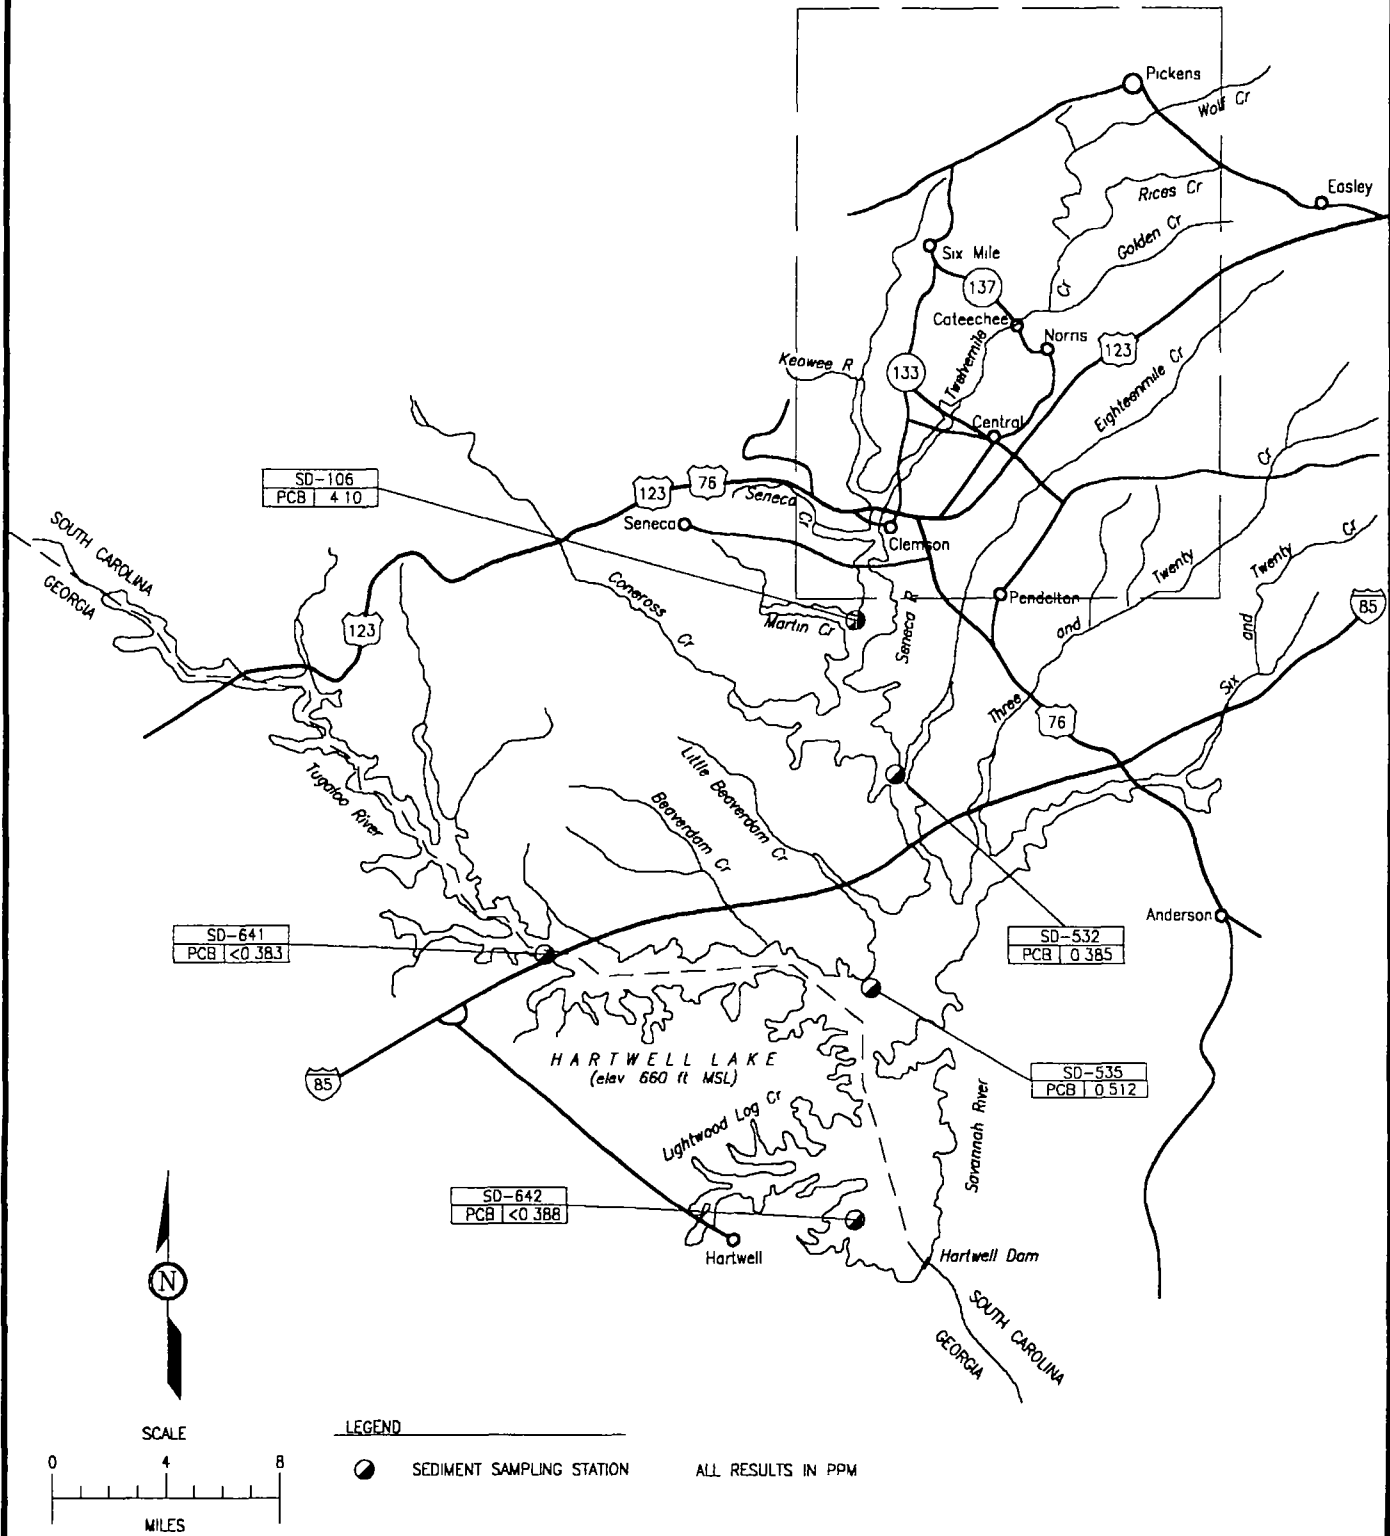 Pickens
Wolf Cr
Rices Cr
Easley
Golden Cr
Six Mile
137
Cr
Cateechee
Norris
123
Keowee R
133
Twelvemile
Eighteenmile Cr
Central
Cr
SD-106
PCB 4 10
123
76
Seneca
Cr
Seneca
Clemson
SOUTH CAROLINA
GEORGIA
Twenty
Cr
Twenty
Coneross
Cr
Pendelton
85
123
Martin Cr
Seneca R
and
and
Six
Three
76
Tugaloo River
Little Beaverdam Cr
Beaverdam Cr
Anderson
SD-641
PCB <0 383
SD-532
PCB 0 385
HARTWELL LAKE
(elev 660 ft MSL)
85
SD-535
PCB 0 512
Lightwood Log Cr
Savannah River
SD-642
PCB <0 388
Hartwell
Hartwell Dam
N
SOUTH CAROLINA
GEORGIA
SCALE
0 4 8
MILES
LEGEND
SEDIMENT SAMPLING STATION ALL RESULTS IN PPM